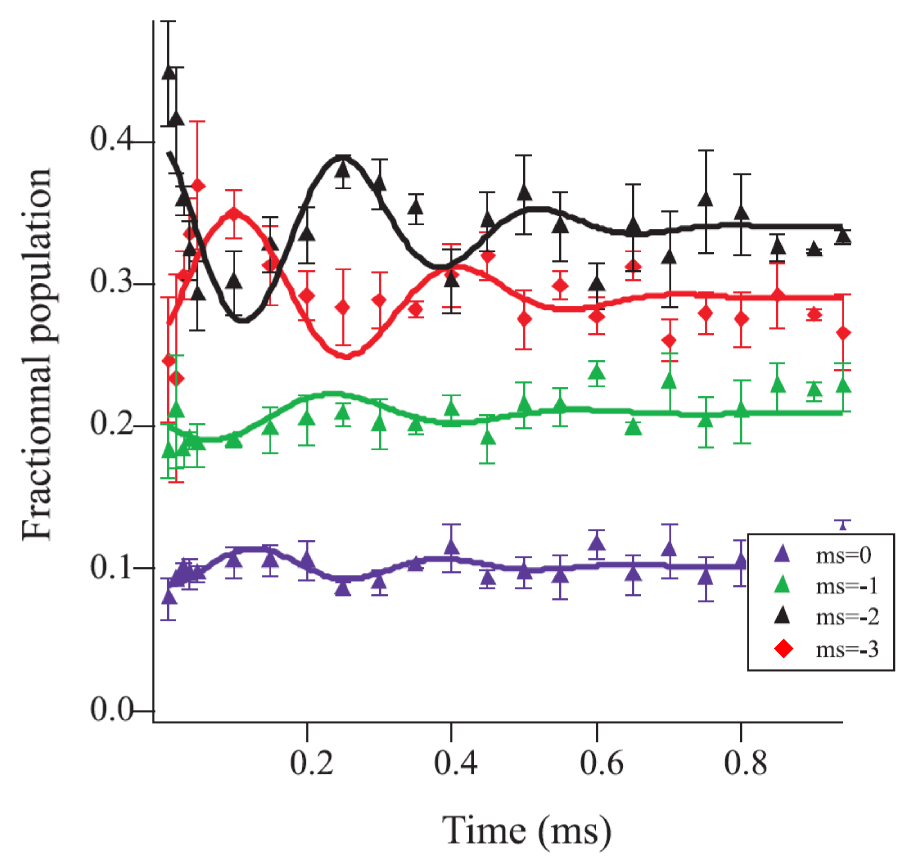 Fractionnal population
0.4
0.3
0.2
0.1
0.0
0.2 0.4 0.6 0.8
Time (ms)
ms=0
ms=-1
ms=-2
ms=-3